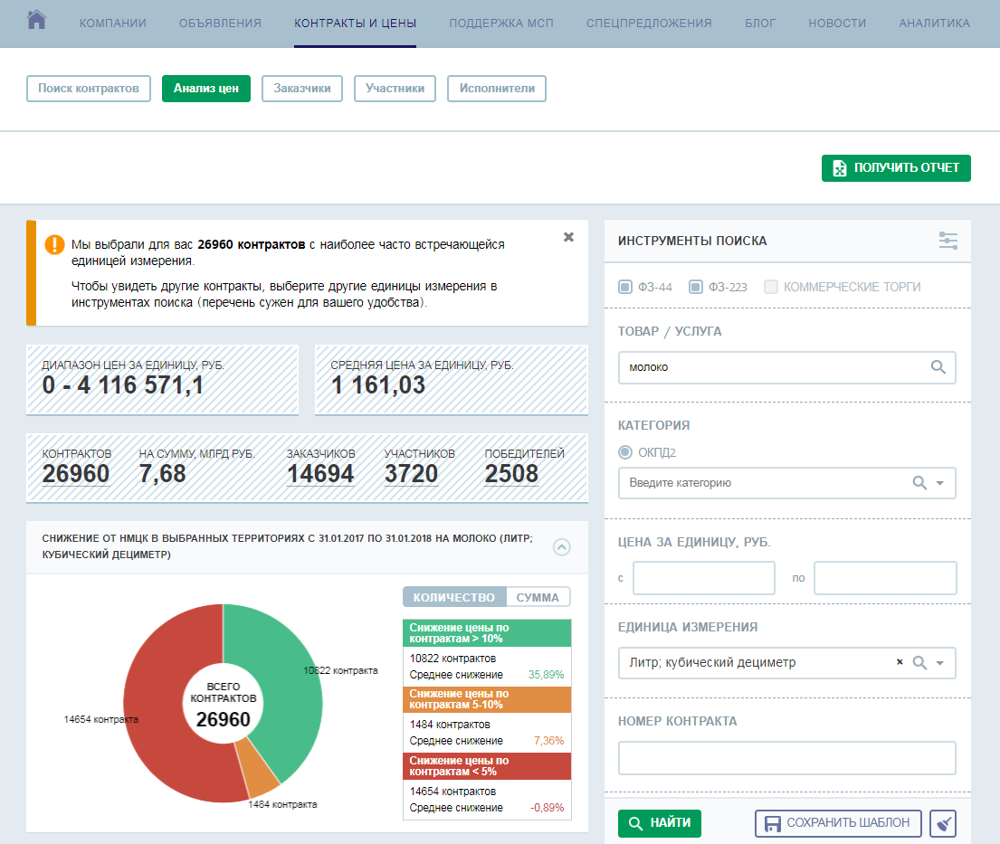 КОМПАНИИ ОБЪЯВЛЕНИЯ КОНТРАКТЫ И ЦЕНЫ ПОДДЕРЖКА МСП СПЕЦПРЕДЛОЖЕНИЯ БЛОГ НОВОСТИ АНАЛИТИКА
Поиск контрактов Анализ цен Заказчики Участники Исполнители
ПОЛУЧИТЬ ОТЧЕТ
Мы выбрали для вас 26960 контрактов с наиболее часто встречающейся
единицей измерения.
Чтобы увидеть другие контракты, выберите другие единицы измерения в
инструментах поиска (перечень сужен для вашего удобства).
ДИАПАЗОН ЦЕН ЗА ЕДИНИЦУ, РУБ.
0 - 4 116 571,1
СРЕДНЯЯ ЦЕНА ЗА ЕДИНИЦУ, РУБ.
1 161,03
КОНТРАКТОВ НА СУММУ, МЛРД РУБ. ЗАКАЗЧИКОВ УЧАСТНИКОВ ПОБЕДИТЕЛЕЙ
26960 7,68 14694 3720 2508
СНИЖЕНИЕ ОТ НМЦК В ВЫБРАННЫХ ТЕРРИТОРИЯХ С 31.01.2017 ПО 31.01.2018 НА МОЛОКО (ЛИТР;
КУБИЧЕСКИЙ ДЕЦИМЕТР)
10822 контракта
ВСЕГО
КОНТРАКТОВ
26960
14654 контракта
1484 контракта
КОЛИЧЕСТВО СУММА
Снижение цены по
контрактам > 10%
10822 контрактов
Среднее снижение 35,89%
Снижение цены по
контрактам 5-10%
1484 контрактов
Среднее снижение 7,36%
Снижение цены по
контрактам < 5%
14654 контрактов
Среднее снижение -0,89%
ИНСТРУМЕНТЫ ПОИСКА
ФЗ-44 ФЗ-223 КОММЕРЧЕСКИЕ ТОРГИ
ТОВАР / УСЛУГА
молоко
КАТЕГОРИЯ
ОКПД2
Введите категорию
ЦЕНА ЗА ЕДИНИЦУ, РУБ.
с по
ЕДИНИЦА ИЗМЕРЕНИЯ
Литр; кубический дециметр ×
НОМЕР КОНТРАКТА
НАЙТИ СОХРАНИТЬ ШАБЛОН